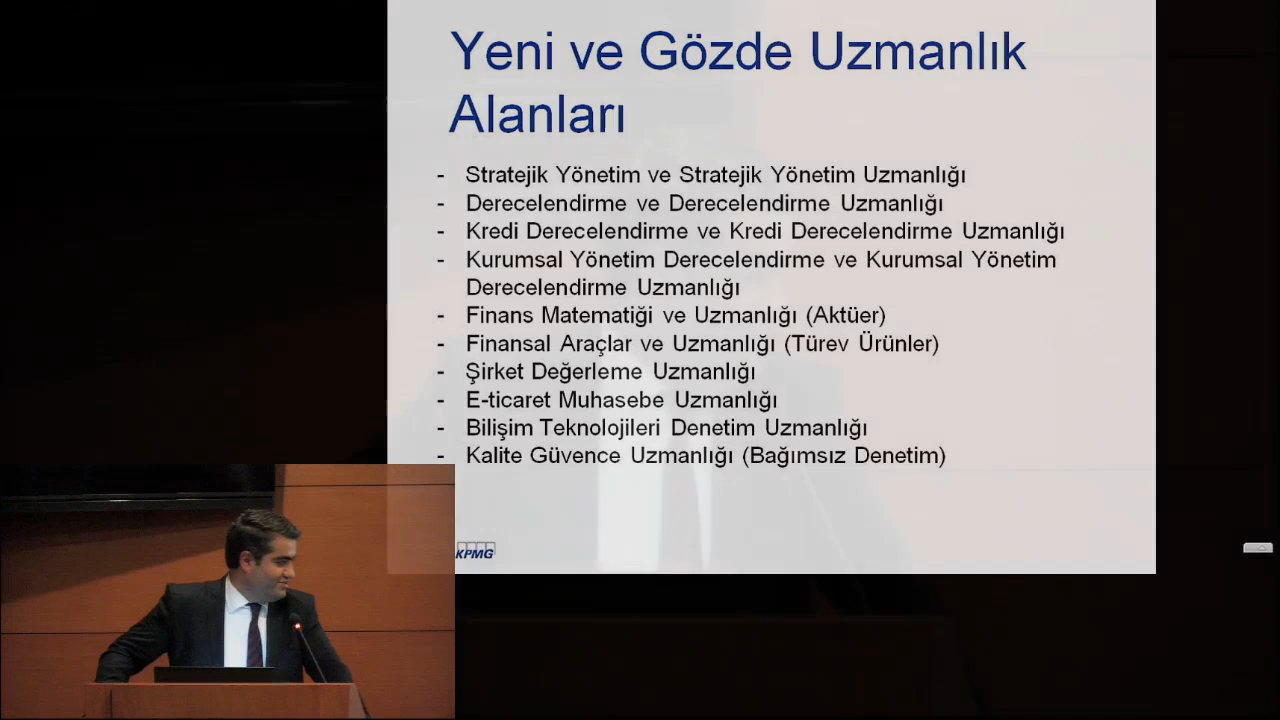 Yeni ve Gözde Uzmanlık
Alanları
- Stratejik Yönetim ve Stratejik Yönetim Uzmanlığı
- Derecelendirme ve Derecelendirme Uzmanlığı
- Kredi Derecelendirme ve Kredi Derecelendirme Uzmanlığı
- Kurumsal Yönetim Derecelendirme ve Kurumsal Yönetim
Derecelendirme Uzmanlığı
- Finans Matematiği ve Uzmanlığı (Aktüer)
- Finansal Araçlar ve Uzmanlığı (Türev Ürünler)
- Şirket Değerleme Uzmanlığı
- E-ticaret Muhasebe Uzmanlığı
- Bilişim Teknolojileri Denetim Uzmanlığı
- Kalite Güvence Uzmanlığı (Bağımsız Denetim)
KPMG